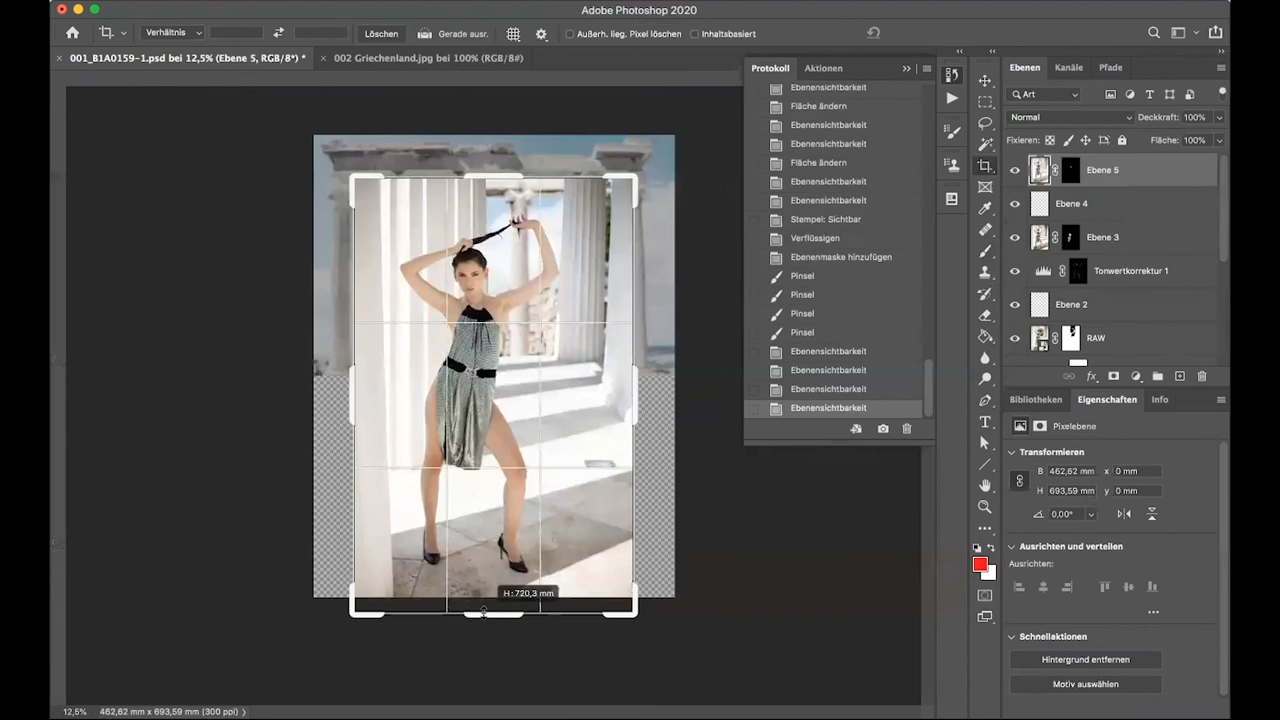 Adobe Photoshop 2020
Verhältnis
Löschen
Gerade ausr.
Außerh. lieg. Pixel löschen
Inhaltsbasiert
001_B1A0159-1.psd bei 12,5% (Ebene 5, RGB/8*) *
002 Griechenland.jpg bei 100% (RGB/8#)
Protokoll
Aktionen
Ebenensichtbarkeit
Fläche ändern
Ebenensichtbarkeit
Ebenensichtbarkeit
Fläche ändern
Ebenensichtbarkeit
Ebenensichtbarkeit
Stempel: Sichtbar
Verflüssigen
Ebenenmaske hinzufügen
Pinsel
Pinsel
Pinsel
Pinsel
Ebenensichtbarkeit
Ebenensichtbarkeit
Ebenensichtbarkeit
Ebenensichtbarkeit
Ebenen
Kanäle
Pfade
Art
Normal
Deckkraft: 100%
Fixieren:
Fläche: 100%
Ebene 5
Ebene 4
Ebene 3
Tonwertkorrektur 1
Ebene 2
RAW
fx
Bibliotheken
Eigenschaften
Info
Pixelebene
Transformieren
B 462,62 mm
x 0 mm
H 693,59 mm
y 0 mm
0,00°
Ausrichten und verteilen
Ausrichten:
Schnellaktionen
Hintergrund entfernen
Motiv auswählen
H: 720,3 mm
12,5%
462,62 mm x 693,59 mm (300 ppi)